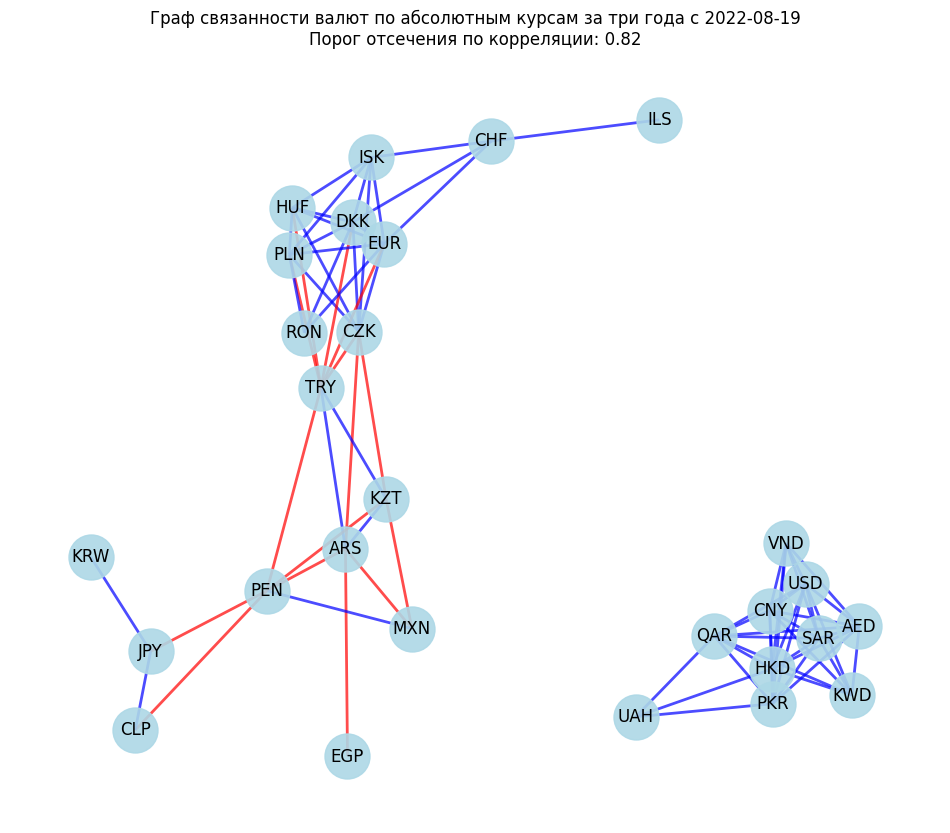 Граф связанности валют по абсолютным курсам за три года с 2022-08-19
Порог отсечения по корреляции: 0.82
ILS
CHF
ISK
HUF
DKK
EUR
PLN
RON
CZK
TRY
KZT
ARS
VND
KRW
USD
PEN
CNY
AED
MXN
QAR
SAR
JPY
HKD
KWD
PKR
UAH
CLP
EGP